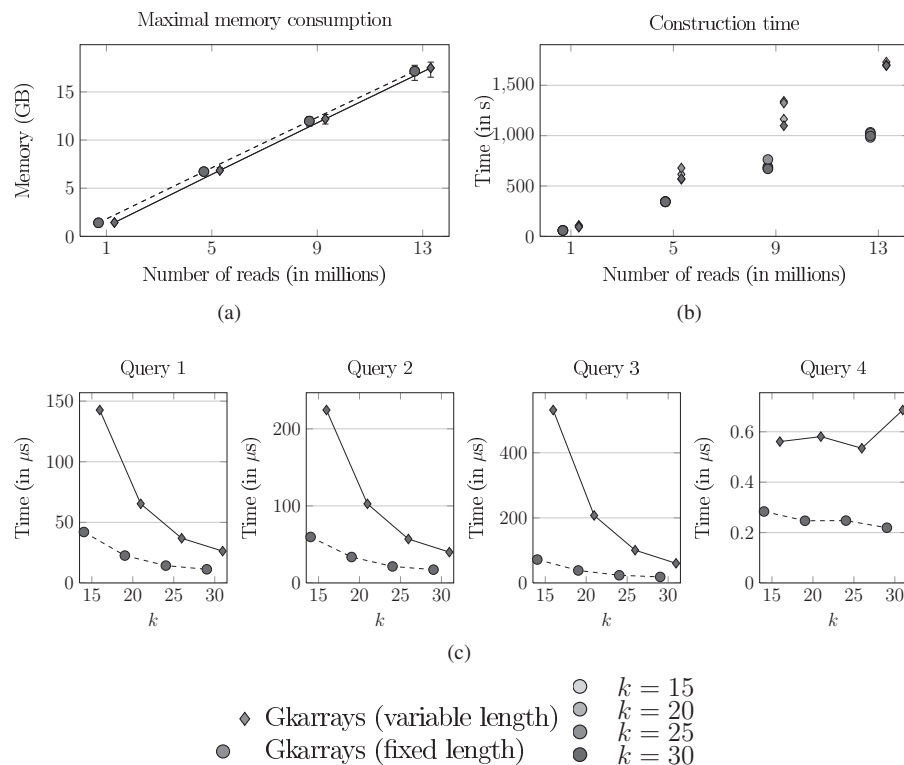 Maximal memory consumption
Construction time
Memory (GB)
15
10
5
0
1 5 9 13
Number of reads (in millions)
(a)
Time (in s)
1,500
1,000
500
0
1 5 9 13
Number of reads (in millions)
(b)
Query 1
Time (in µs)
150
100
50
0
15 20 25 30
k
Query 2
Time (in µs)
200
100
0
15 20 25 30
k
Query 3
Time (in µs)
400
200
0
15 20 25 30
k
Query 4
Time (in µs)
0.6
0.4
0.2
0
15 20 25 30
k
(c)
Gkarrays (variable length)
Gkarrays (fixed length)
k = 15
k = 20
k = 25
k = 30